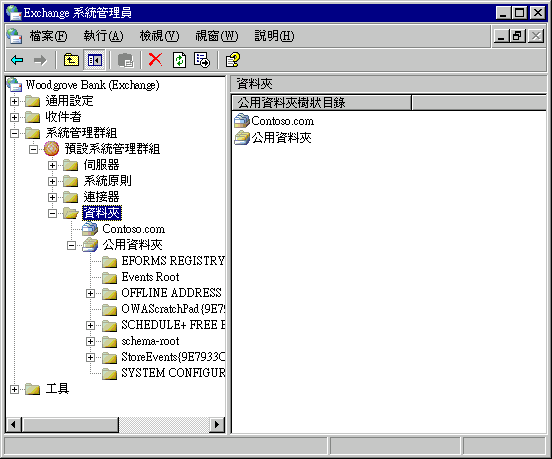 Exchange 系統管理員
檔案(F) 執行(A) 檢視(V) 視窗(W) 說明(H)
Woodgrove Bank (Exchange)
通用設定
收件者
系統管理群組
預設系統管理群組
伺服器
系統原則
連接器
資料夾
Contoso.com
公用資料夾
EFORMS REGISTRY
Events Root
OFFLINE ADDRESS
OWAScratchPad{9E79
SCHEDULE+ FREE B
schema-root
StoreEvents{9E7933C
SYSTEM CONFIGUR
工具
資料夾
公用資料夾樹狀目錄
Contoso.com
公用資料夾